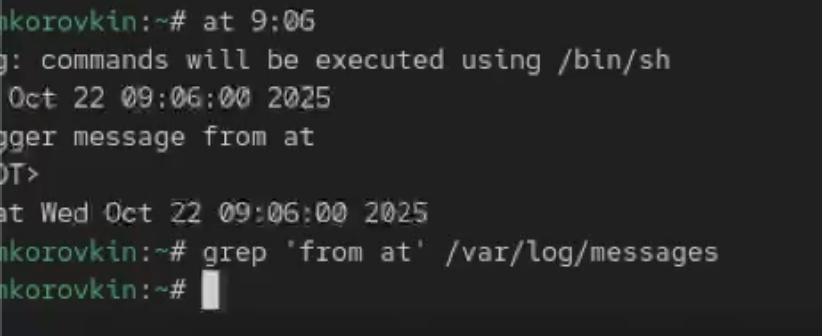 nkorovkin:~# at 9:06
g: commands will be executed using /bin/sh
Oct 22 09:06:00 2025
gger message from at
OT>
at Wed Oct 22 09:06:00 2025
nkorovkin:~# grep 'from at' /var/log/messages
nkorovkin:~#